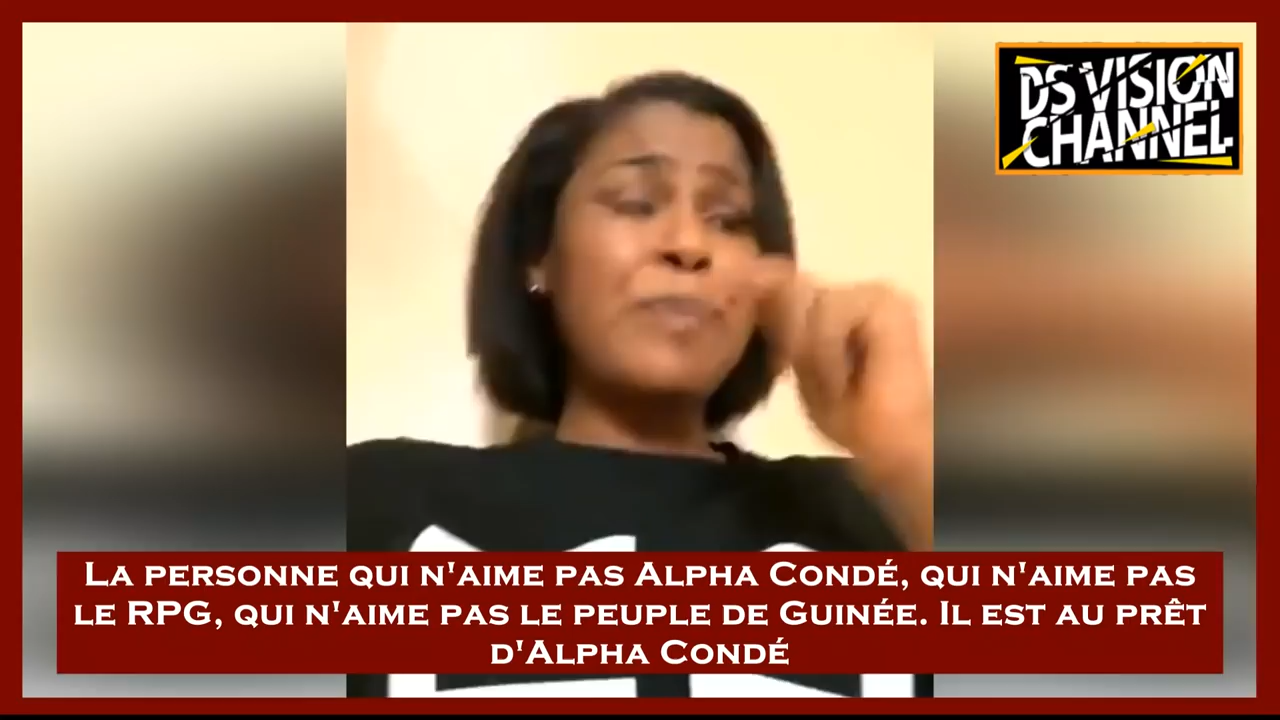 DS VISION
CHANNEL
LA PERSONNE QUI N'AIME PAS ALPHA CONDÉ, QUI N'AIME PAS
LE RPG, QUI N'AIME PAS LE PEUPLE DE GUINÉE. IL EST AU PRÊT
D'ALPHA CONDÉ